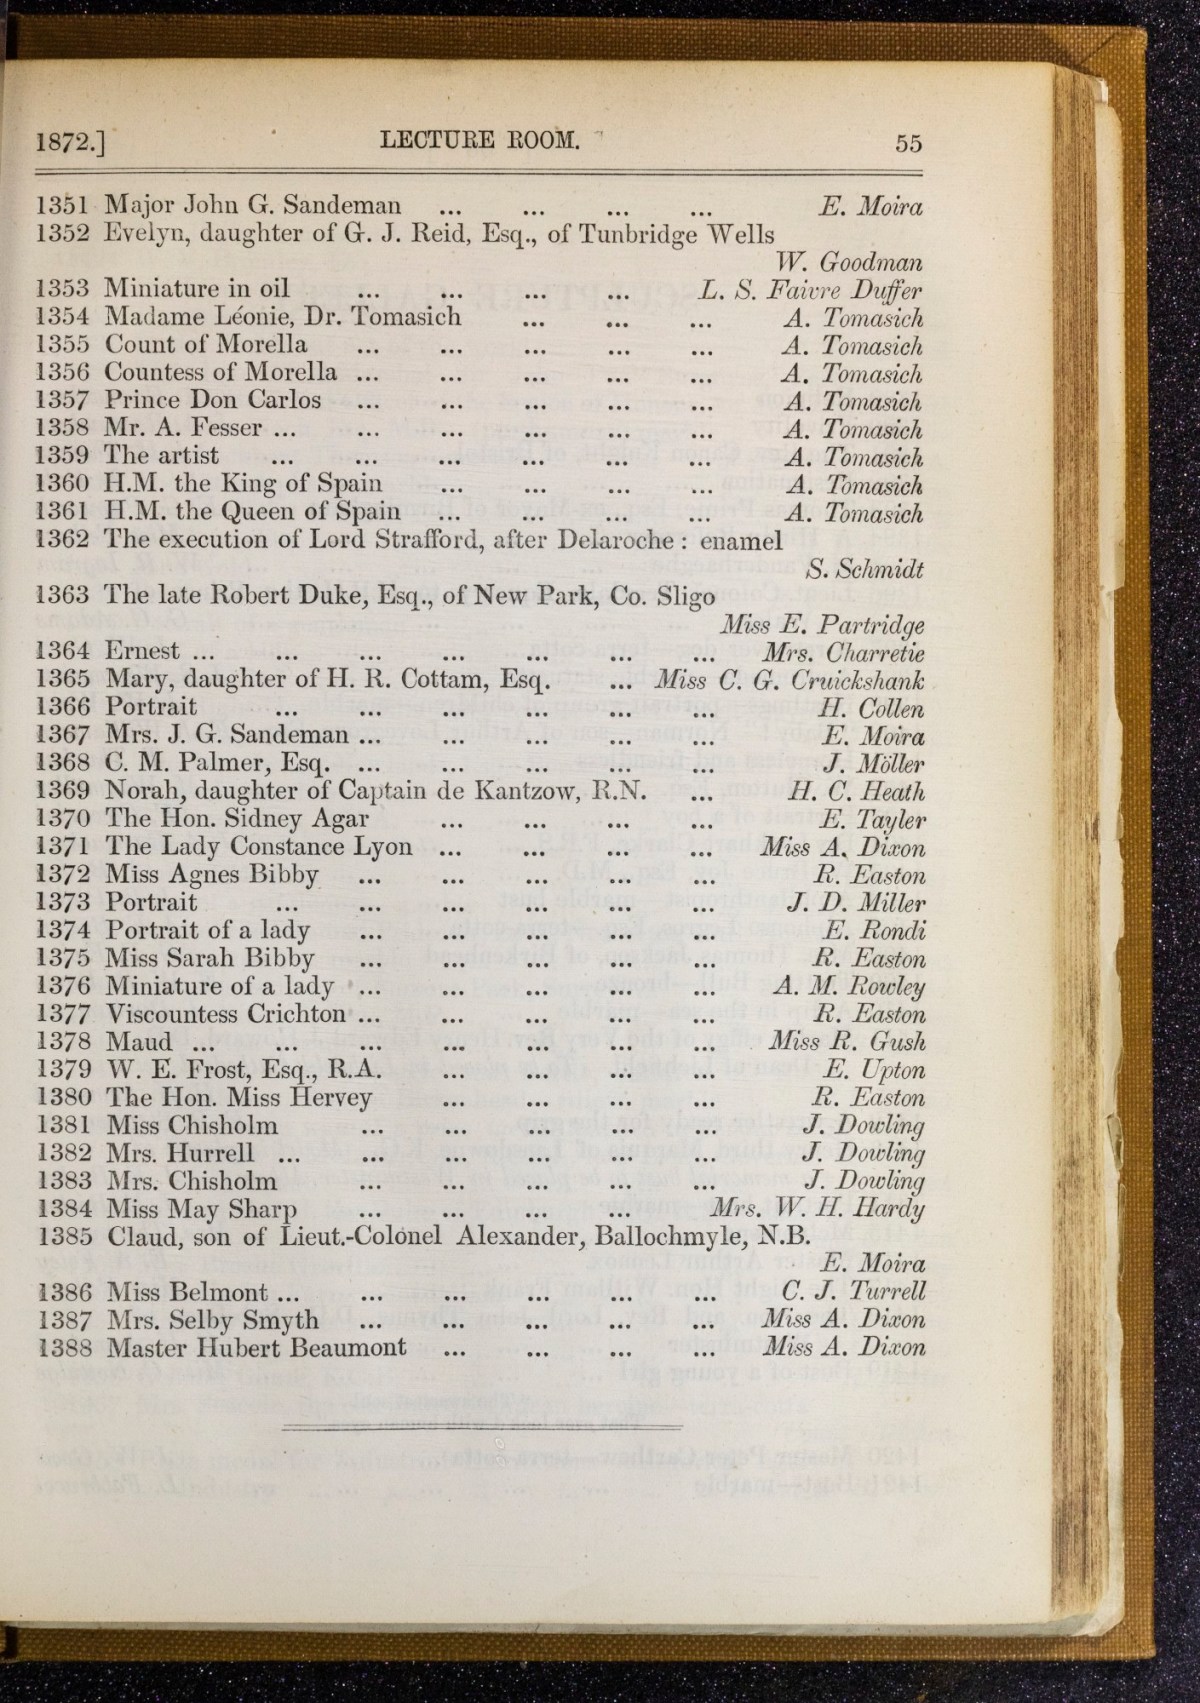 1872.] LECTURE ROOM. 55
1351 Major John G. Sandeman ... ... ... ... E. Moira
1352 Evelyn, daughter of G. J. Reid, Esq., of Tunbridge Wells
W. Goodman
1353 Miniature in oil ... ... ... ... L. S. Faivre Duffer
1354 Madame Léonie, Dr. Tomasich ... ... ... A. Tomasich
1355 Count of Morella ... ... ... ... ... A. Tomasich
1356 Countess of Morella ... ... ... ... ... A. Tomasich
1357 Prince Don Carlos ... ... ... ... ... A. Tomasich
1358 Mr. A. Fesser ... ... ... ... ... ... A. Tomasich
1359 The artist ... ... ... ... ... ... A. Tomasich
1360 H.M. the King of Spain ... ... ... ... A. Tomasich
1361 H.M. the Queen of Spain ... ... ... ... A. Tomasich
1362 The execution of Lord Strafford, after Delaroche : enamel
S. Schmidt
1363 The late Robert Duke, Esq., of New Park, Co. Sligo
Miss E. Partridge
1364 Ernest ... ... ... ... ... ... ... Mrs. Charretie
1365 Mary, daughter of H. R. Cottam, Esq. ... Miss C. G. Cruickshank
1366 Portrait ... ... ... ... ... ... H. Collen
1367 Mrs. J. G. Sandeman ... ... ... ... ... E. Moira
1368 C. M. Palmer, Esq. ... ... ... ... ... J. Möller
1369 Norah, daughter of Captain de Kantzow, R.N. ... H. C. Heath
1370 The Hon. Sidney Agar ... ... ... ... E. Tayler
1371 The Lady Constance Lyon ... ... ... ... Miss A. Dixon
1372 Miss Agnes Bibby ... ... ... ... ... R. Easton
1373 Portrait ... ... ... ... ... ... J. D. Miller
1374 Portrait of a lady ... ... ... ... ... E. Rondi
1375 Miss Sarah Bibby ... ... ... ... ... R. Easton
1376 Miniature of a lady ... ... ... ... ... A. M. Rowley
1377 Viscountess Crichton ... ... ... ... ... R. Easton
1378 Maud ... ... ... ... ... ... Miss R. Gush
1379 W. E. Frost, Esq., R.A. ... ... ... ... E. Upton
1380 The Hon. Miss Hervey ... ... ... ... R. Easton
1381 Miss Chisholm ... ... ... ... ... J. Dowling
1382 Mrs. Hurrell ... ... ... ... ... ... J. Dowling
1383 Mrs. Chisholm ... ... ... ... ... J. Dowling
1384 Miss May Sharp ... ... ... ... Mrs. W. H. Hardy
1385 Claud, son of Lieut.-Colonel Alexander, Ballochmyle, N.B.
E. Moira
1386 Miss Belmont ... ... ... ... ... ... C. J. Turrell
1387 Mrs. Selby Smyth ... ... ... ... ... Miss A. Dixon
1388 Master Hubert Beaumont ... ... ... ... Miss A. Dixon